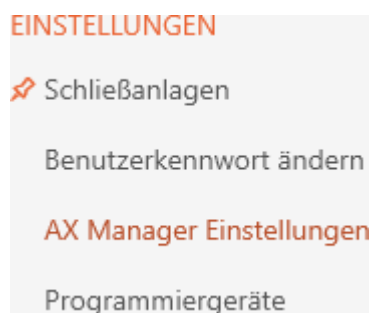 EINSTELLUNGEN
Schließanlagen
Benutzerkennwort ändern
AX Manager Einstellungen
Programmiergeräte